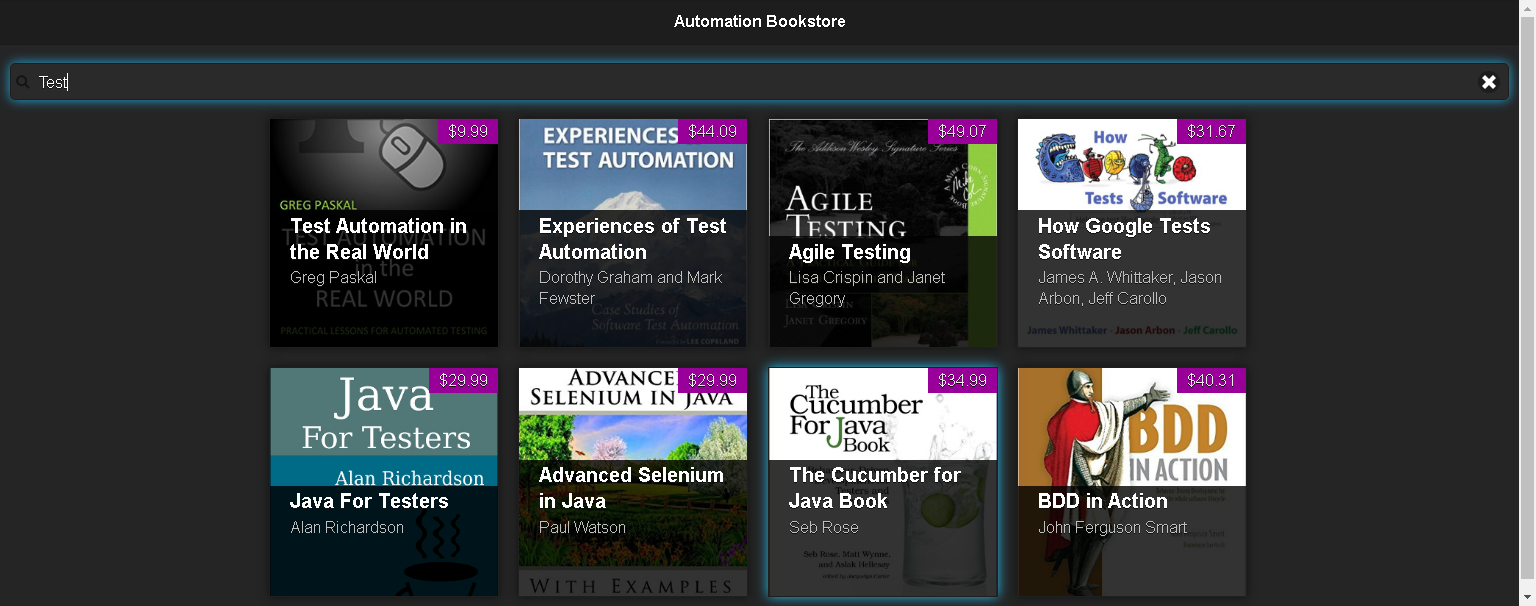 Automation Bookstore
Test
$9.99
GREG PASKAL
TEST AUTOMATION
in the
REAL WORLD
PRACTICAL LESSONS FOR AUTOMATED TESTING
Test Automation in
the Real World
Greg Paskal
$44.09
EXPERIENCES
TEST AUTOMATION
Experiences of Test
Automation
Dorothy Graham and Mark
Fewster
Case Studies of
Software Test Automation
LEE COPELAND
$49.07
The Addison Wesley Signature Series
AGILE
TESTING
Agile Testing
Lisa Crispin and Janet
Gregory
JANET GREGORY
$31.67
How
Tests Software
How Google Tests
Software
James A. Whittaker, Jason
Arbon, Jeff Carollo
James Whittaker · Jason Arbon · Jeff Carollo
$29.99
Java
For Testers
Alan Richardson
Java For Testers
Alan Richardson
$29.99
ADVANCE
SELENIUM IN JAVA
Advanced Selenium
in Java
Paul Watson
WITH EXAMPLES
$34.99
The
Cucumber
For Java
Book
The Cucumber for
Java Book
Seb Rose
Seb Rose, Matt Wynne,
and Aslak Hellesøy
$40.31
BDD
IN ACTION
BDD in Action
John Ferguson Smart